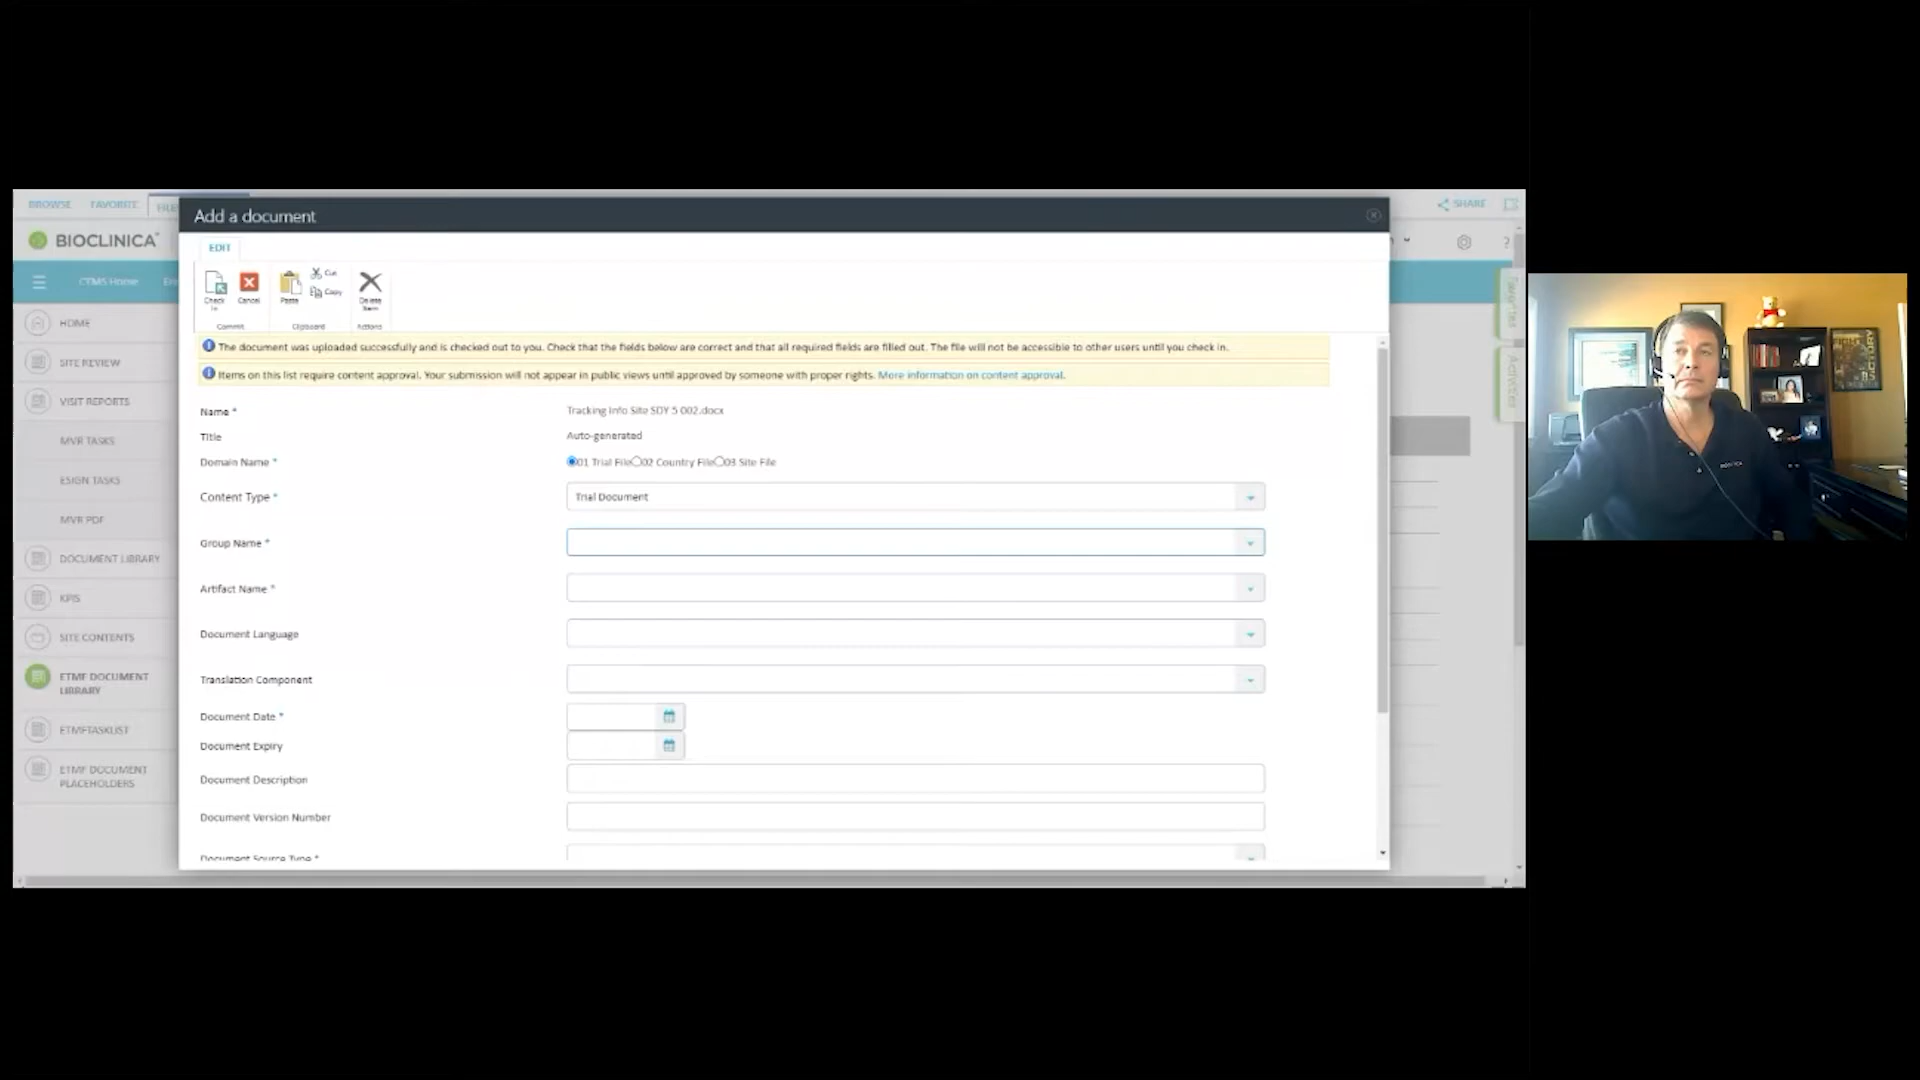 BROWSE FAVORITE
SHARE
Add a document
BIOCLINICA
EDIT
CTMS Home
Check In Cancel Paste Cut Copy Delete Item
Commit Clipboard Actions
HOME
SITE REVIEW
VISIT REPORTS
MVR TASKS
ESIGN TASKS
MVR PDF
DOCUMENT LIBRARY
KPIS
SITE CONTENTS
ETMF DOCUMENT
LIBRARY
ETMFTASKLIST
ETMF DOCUMENT
PLACEHOLDERS
The document was uploaded successfully and is checked out to you. Check that the fields below are correct and that all required fields are filled out. The file will not be accessible to other users until you check in.
Items on this list require content approval. Your submission will not appear in public views until approved by someone with proper rights. More information on content approval.
Name * Tracking Info Site SDY 5 002.docx
Title Auto-generated
Domain Name * 01 Trial File 02 Country File 03 Site File
Content Type * Trial Document
Group Name *
Artifact Name *
Document Language
Translation Component
Document Date *
Document Expiry
Document Description
Document Version Number
Document Source Type *
Favorites